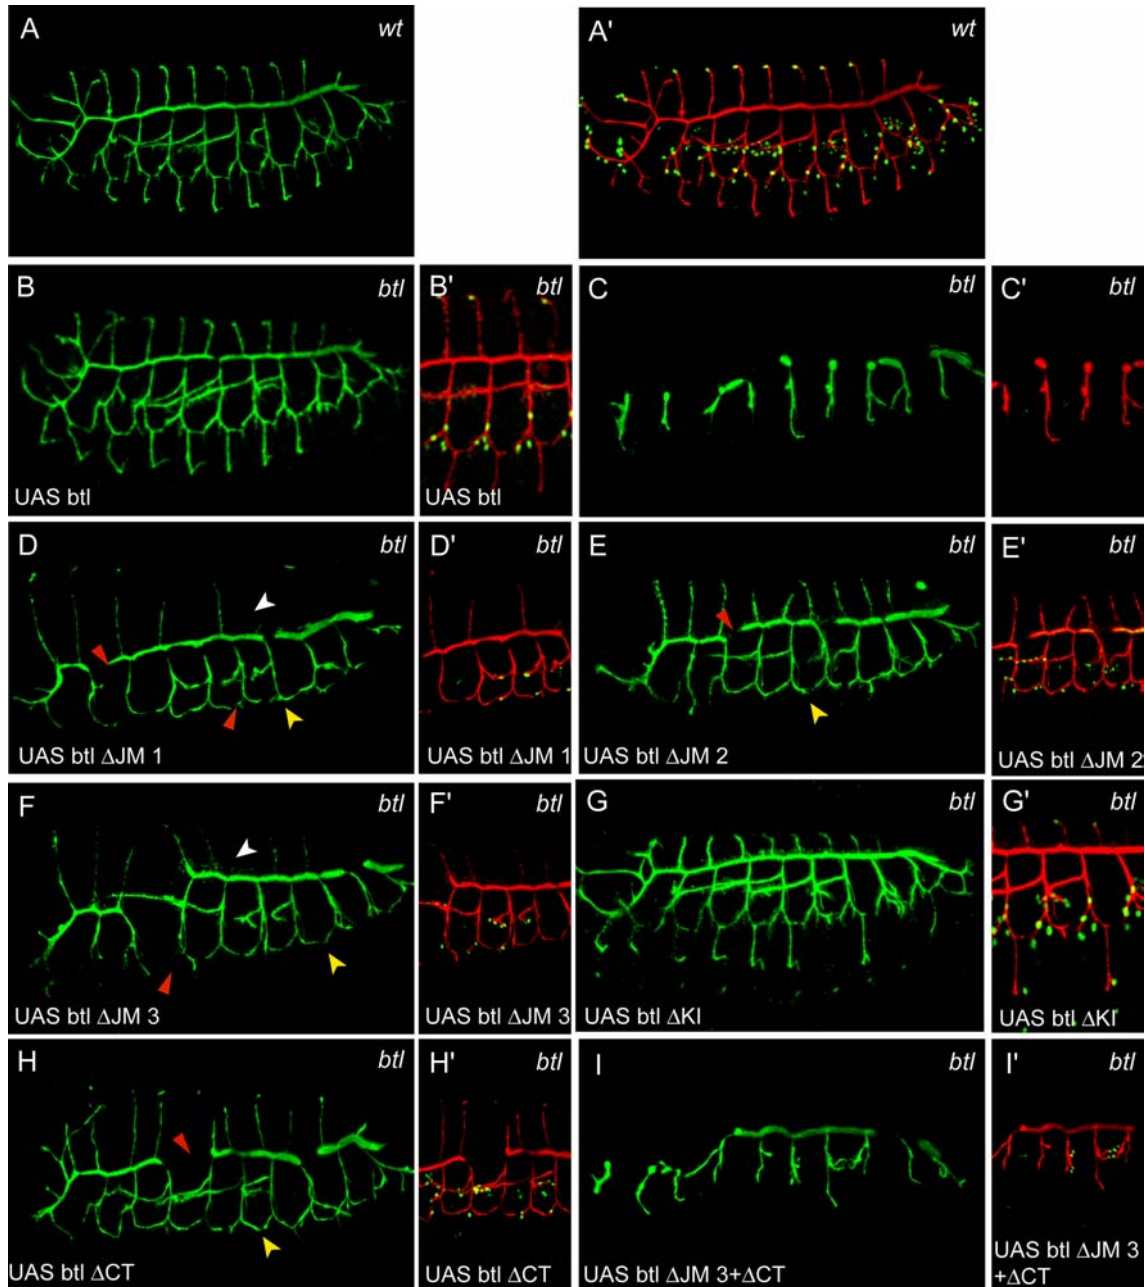 A wt
A' wt
B btl
B' btl
C btl
C' btl
UAS btl
UAS btl
D btl
D' btl
E btl
E' btl
UAS btl ΔJM 1
UAS btl ΔJM 1
UAS btl ΔJM 2
UAS btl ΔJM 2
F btl
F' btl
G btl
G' btl
UAS btl ΔJM 3
UAS btl ΔJM 3
UAS btl ΔKI
UAS btl ΔKI
H btl
H' btl
I btl
I' btl
UAS btl ΔCT
UAS btl ΔCT
UAS btl ΔJM 3+ΔCT
UAS btl ΔJM 3
+ΔCT